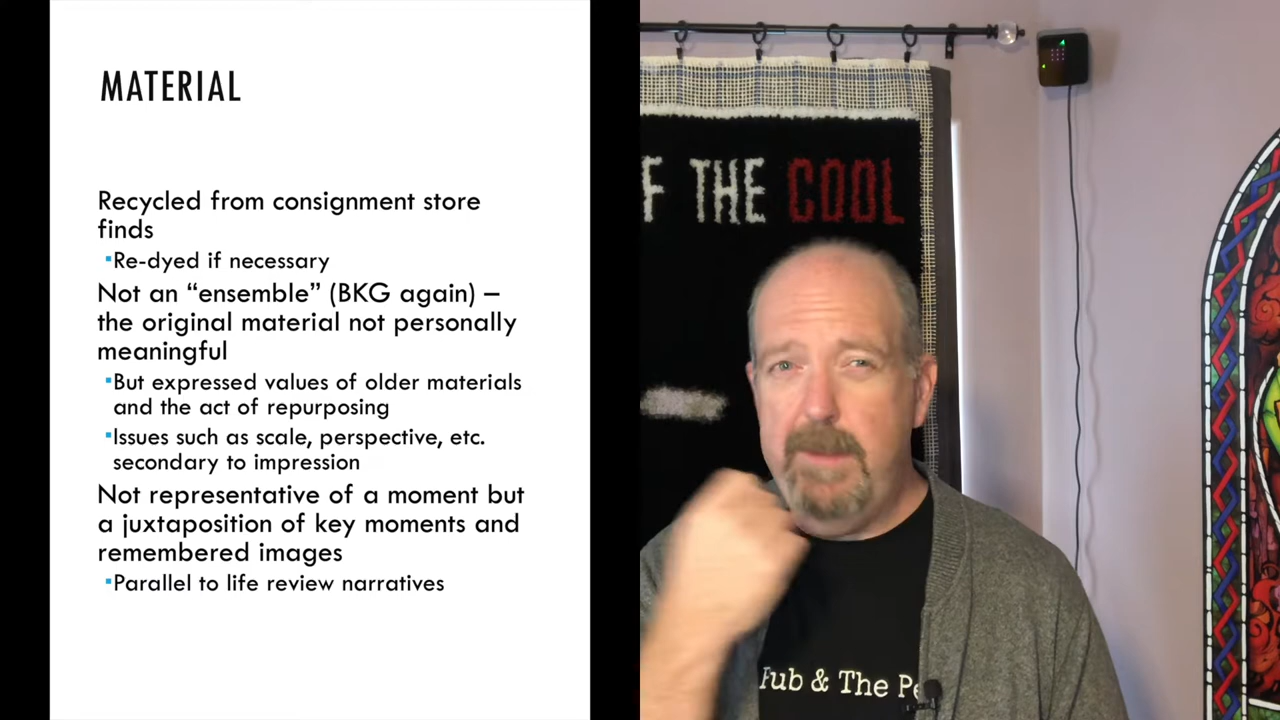 MATERIAL
Recycled from consignment store
finds
▪Re-dyed if necessary
Not an “ensemble” (BKG again) –
the original material not personally
meaningful
▪But expressed values of older materials
and the act of repurposing
▪Issues such as scale, perspective, etc.
secondary to impression
Not representative of a moment but
a juxtaposition of key moments and
remembered images
▪Parallel to life review narratives
F THE COOL
Pub & The Pe